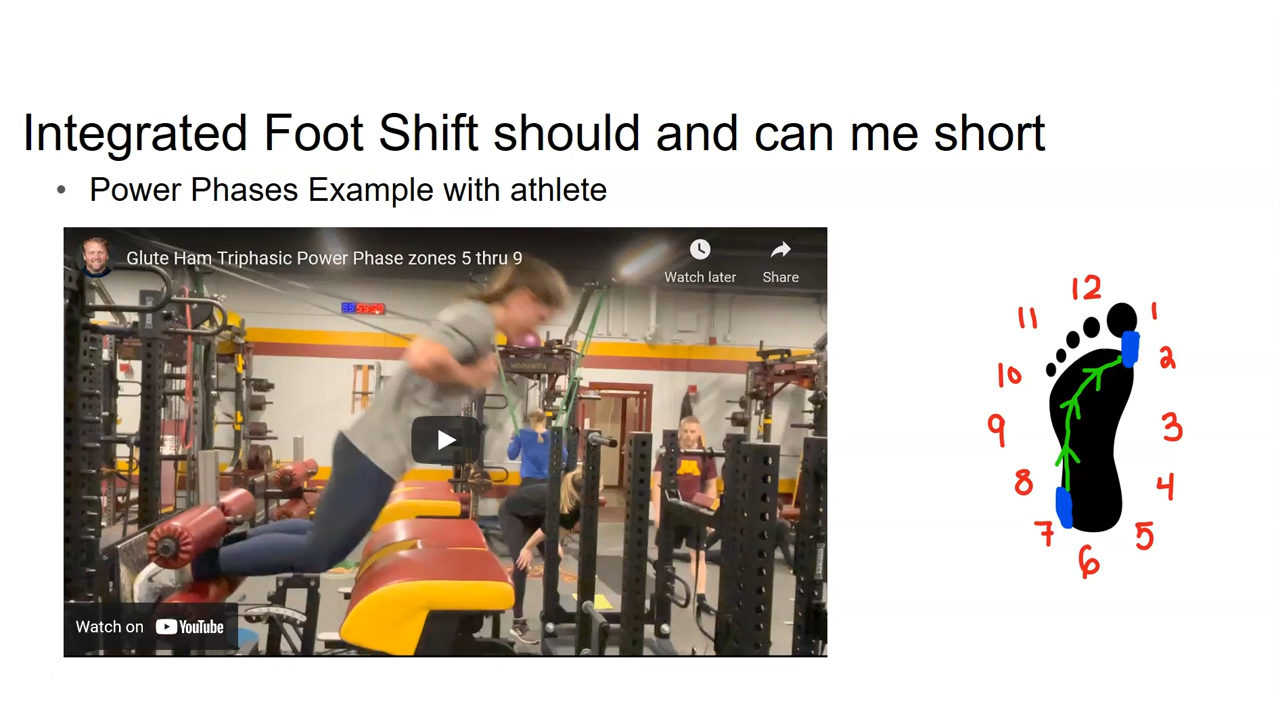 Integrated Foot Shift should and can me short
• Power Phases Example with athlete
Glute Ham Triphasic Power Phase zones 5 thru 9
Watch later
Share
Watch on YouTube
12
11
1
10
2
9
3
8
4
7
5
6